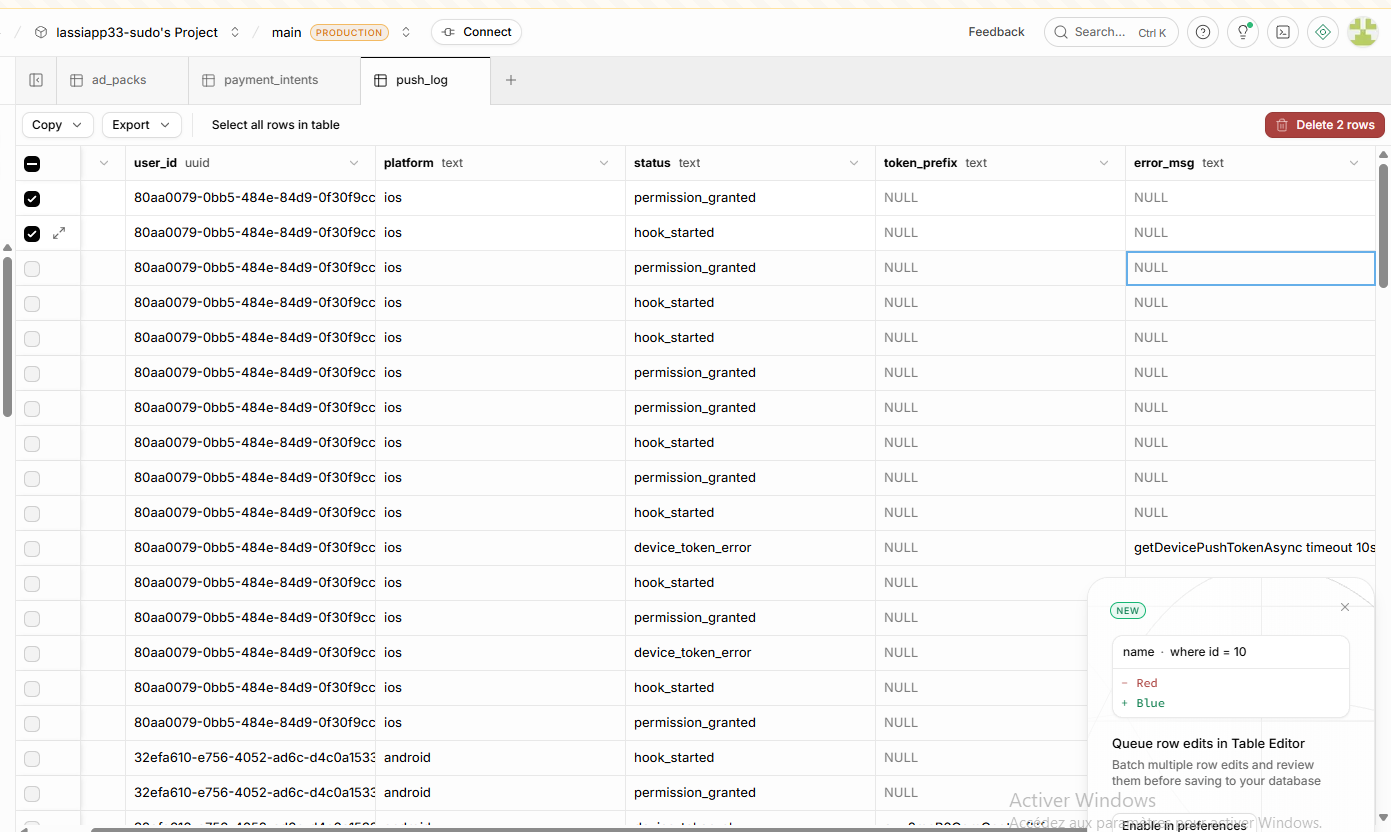 / lassiapp33-sudo's Project / main PRODUCTION Connect Feedback Search... Ctrl K
ad_packs payment_intents push_log +
Copy Export Select all rows in table Delete 2 rows
user_id uuid platform text status text token_prefix text error_msg text
80aa0079-0bb5-484e-84d9-0f30f9cc ios permission_granted NULL NULL
80aa0079-0bb5-484e-84d9-0f30f9cc ios hook_started NULL NULL
80aa0079-0bb5-484e-84d9-0f30f9cc ios permission_granted NULL NULL
80aa0079-0bb5-484e-84d9-0f30f9cc ios hook_started NULL NULL
80aa0079-0bb5-484e-84d9-0f30f9cc ios hook_started NULL NULL
80aa0079-0bb5-484e-84d9-0f30f9cc ios permission_granted NULL NULL
80aa0079-0bb5-484e-84d9-0f30f9cc ios permission_granted NULL NULL
80aa0079-0bb5-484e-84d9-0f30f9cc ios hook_started NULL NULL
80aa0079-0bb5-484e-84d9-0f30f9cc ios permission_granted NULL NULL
80aa0079-0bb5-484e-84d9-0f30f9cc ios hook_started NULL NULL
80aa0079-0bb5-484e-84d9-0f30f9cc ios device_token_error NULL getDevicePushTokenAsync timeout 10s
80aa0079-0bb5-484e-84d9-0f30f9cc ios hook_started NULL
80aa0079-0bb5-484e-84d9-0f30f9cc ios permission_granted NULL
80aa0079-0bb5-484e-84d9-0f30f9cc ios device_token_error NULL
80aa0079-0bb5-484e-84d9-0f30f9cc ios hook_started NULL
80aa0079-0bb5-484e-84d9-0f30f9cc ios permission_granted NULL
32efa610-e756-4052-ad6c-d4c0a1533 android hook_started NULL
32efa610-e756-4052-ad6c-d4c0a1533 android permission_granted NULL
NEW
name · where id = 10
- Red
+ Blue
Queue row edits in Table Editor
Batch multiple row edits and review
them before saving to your database
Enable in preferences
Activer Windows
Accédez aux paramètres pour activer Windows.